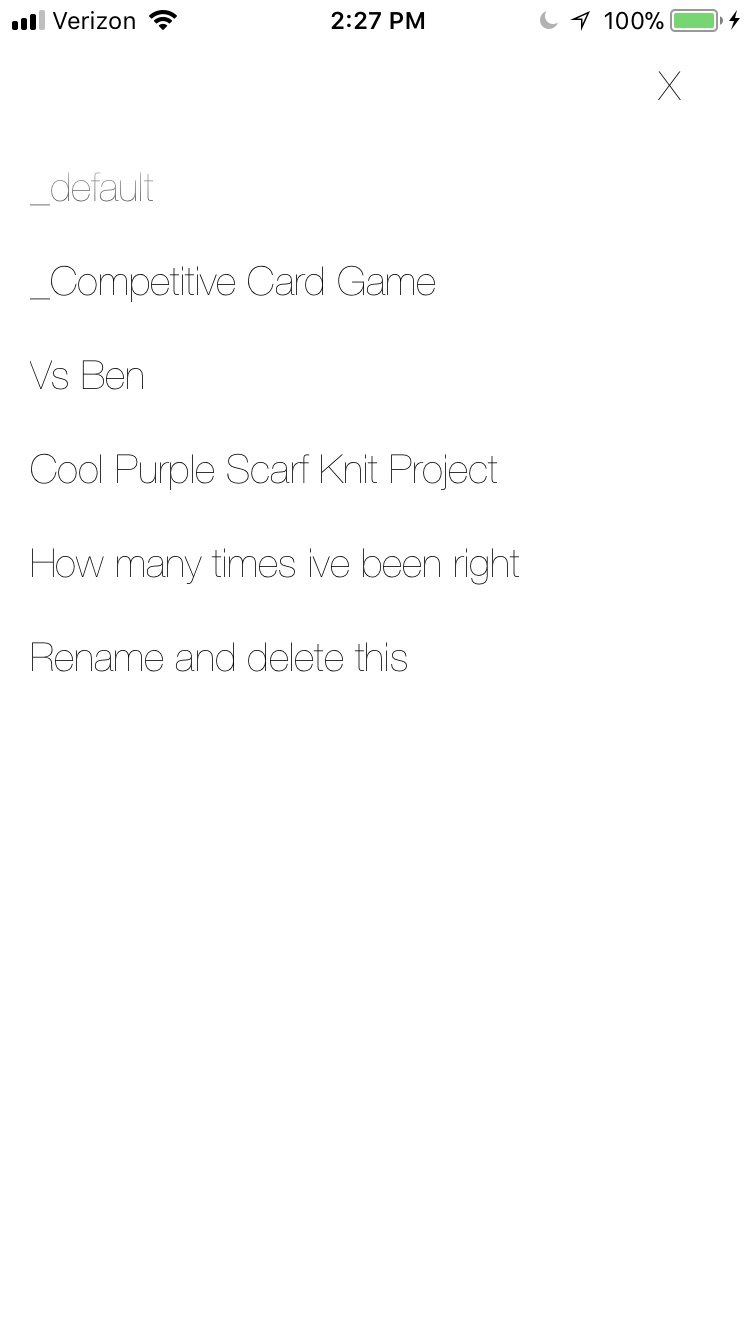 Verizon 2:27 PM 100%
X
_default
_Competitive Card Game
Vs Ben
Cool Purple Scarf Knit Project
How many times ive been right
Rename and delete this